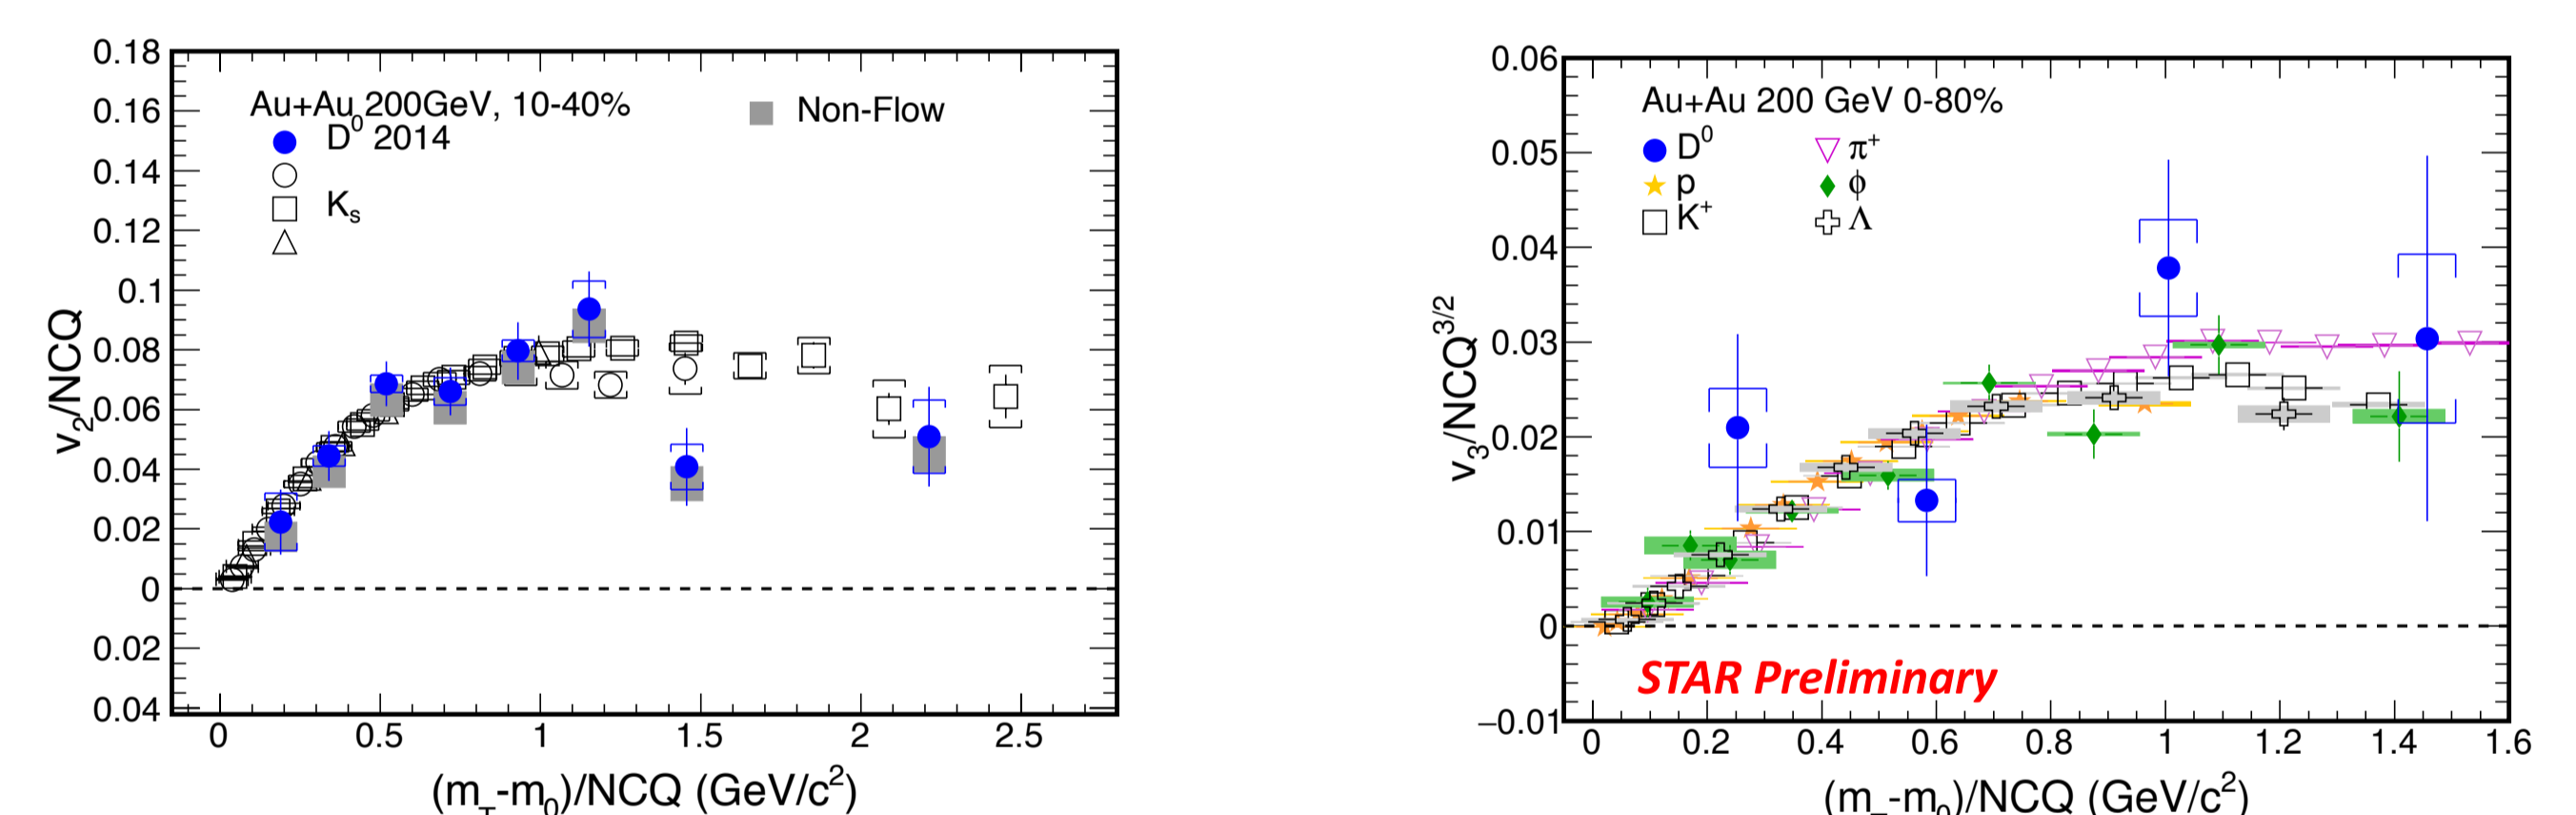 0.18
0.16
0.14
0.12
0.1
0.08
0.06
0.04
0.02
0
0.02
0.04
v2/NCQ
Au+Au 200GeV, 10-40%
D0 2014
Ks
Non-Flow
0 0.5 1 1.5 2 2.5
(mT-m0)/NCQ (GeV/c2)
0.06
0.05
0.04
0.03
0.02
0.01
0
−0.01
v3/NCQ3/2
Au+Au 200 GeV 0-80%
D0 π+
p ϕ
K+ Λ
STAR Preliminary
0 0.2 0.4 0.6 0.8 1 1.2 1.4 1.6
(m -m0)/NCQ (GeV/c2)